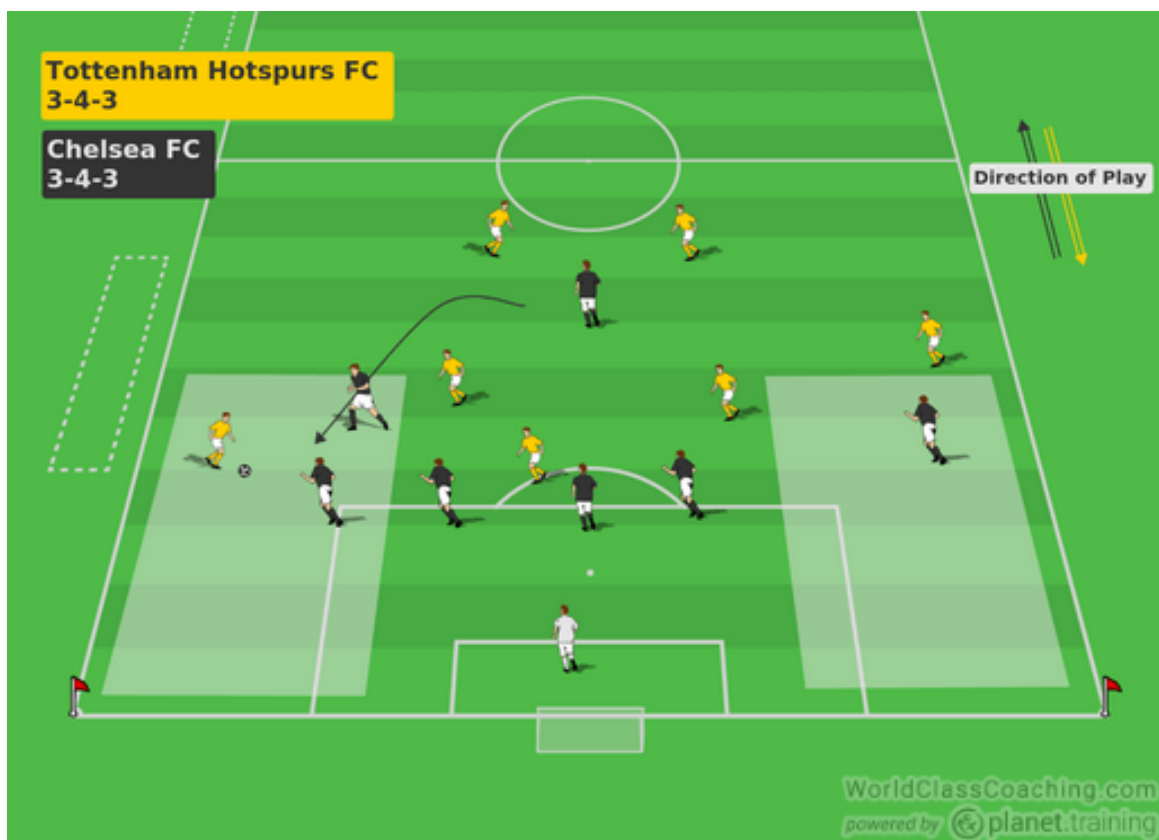 Tottenham Hotspurs FC
3-4-3
Chelsea FC
3-4-3
Direction of Play
WorldClassCoaching.com
powered by planet.training